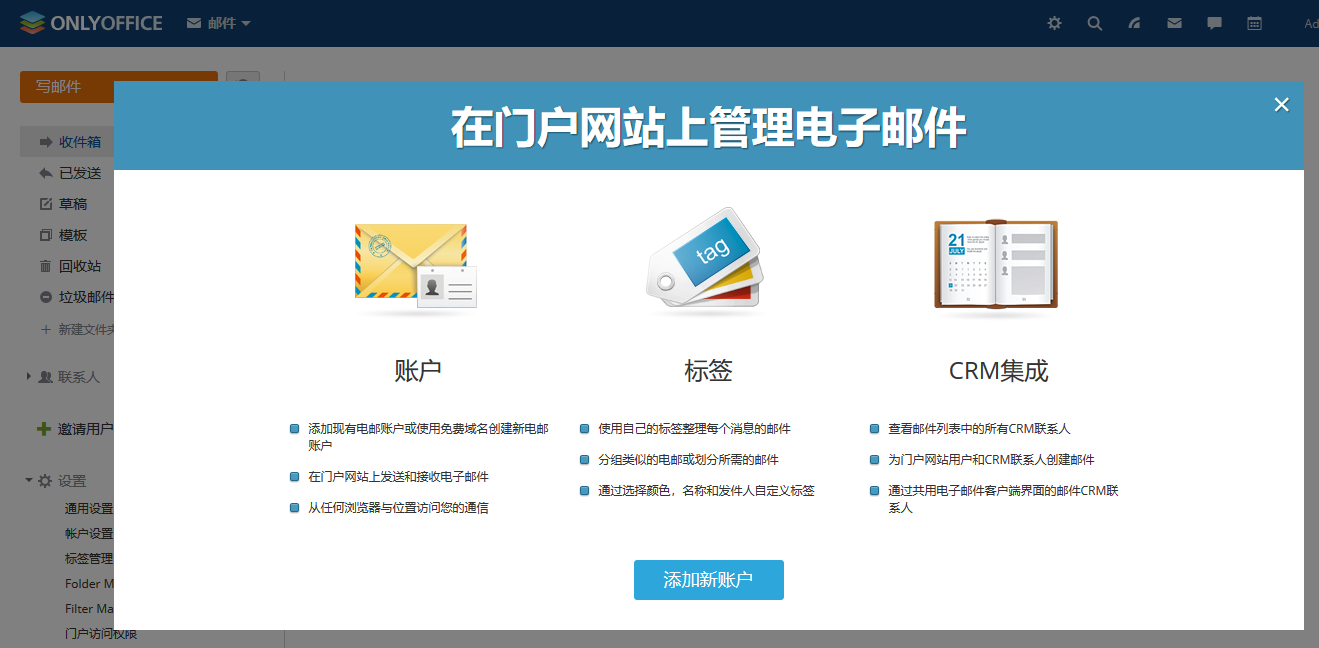 ONLYOFFICE
邮件
Ad
写邮件
在门户网站上管理电子邮件
收件箱
已发送
草稿
模板
回收站
垃圾邮件
新建文件夹
联系人
邀请用户
设置
通用设置
帐户设置
标签管理
Folder M
Filter Ma
门户访问权限
tag
21
JULY
账户
添加现有电邮账户或使用免费域名创建新电邮
账户
在门户网站上发送和接收电子邮件
从任何浏览器与位置访问您的通信
标签
使用自己的标签整理每个消息的邮件
分组类似的电邮或划分所需的邮件
通过选择颜色，名称和发件人自定义标签
CRM集成
查看邮件列表中的所有CRM联系人
为门户网站用户和CRM联系人创建邮件
通过共用电子邮件客户端界面的邮件CRM联
系人
添加新账户